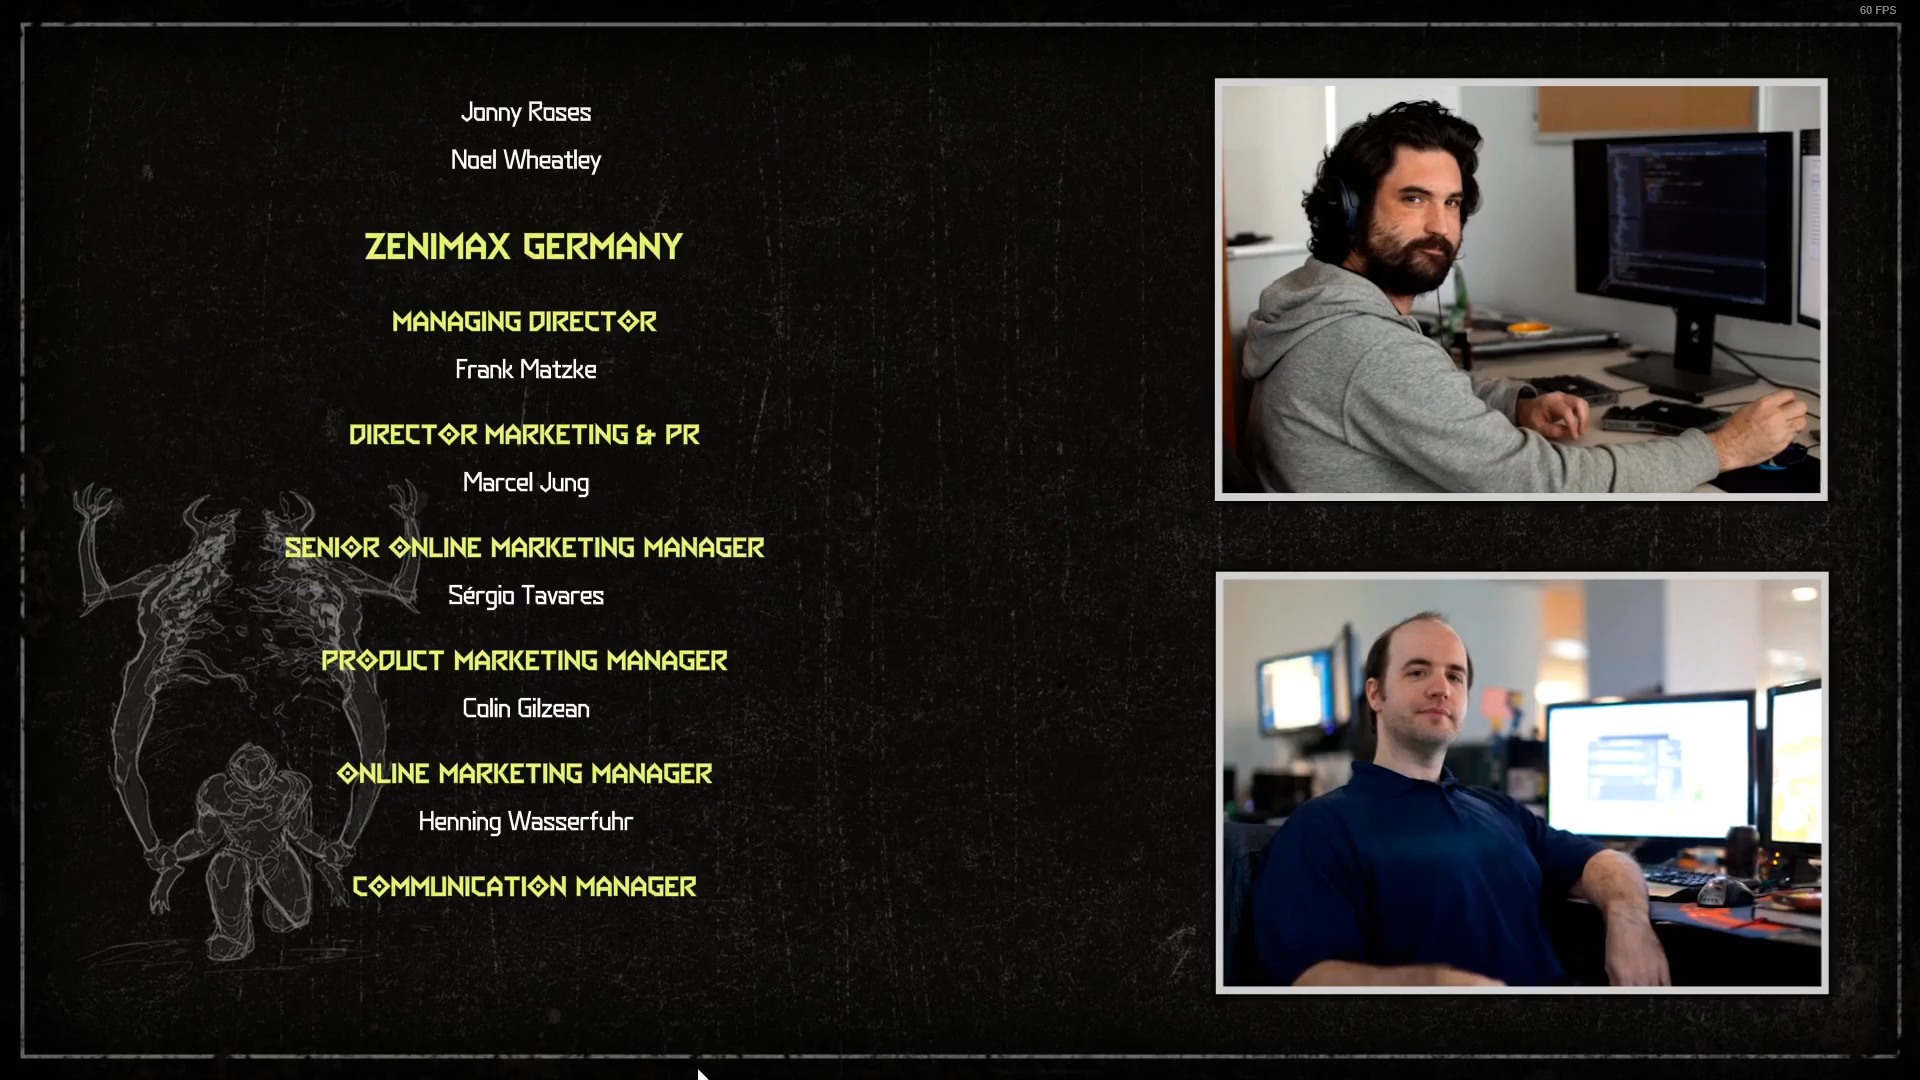 60 FPS
Jonny Roses
Noel Wheatley
ZENIMAX GERMANY
MANAGING DIRECTOR
Frank Matzke
DIRECTOR MARKETING & PR
Marcel Jung
SENIOR ONLINE MARKETING MANAGER
Sérgio Tavares
PRODUCT MARKETING MANAGER
Colin Gilzean
ONLINE MARKETING MANAGER
Henning Wasserfuhr
COMMUNICATION MANAGER